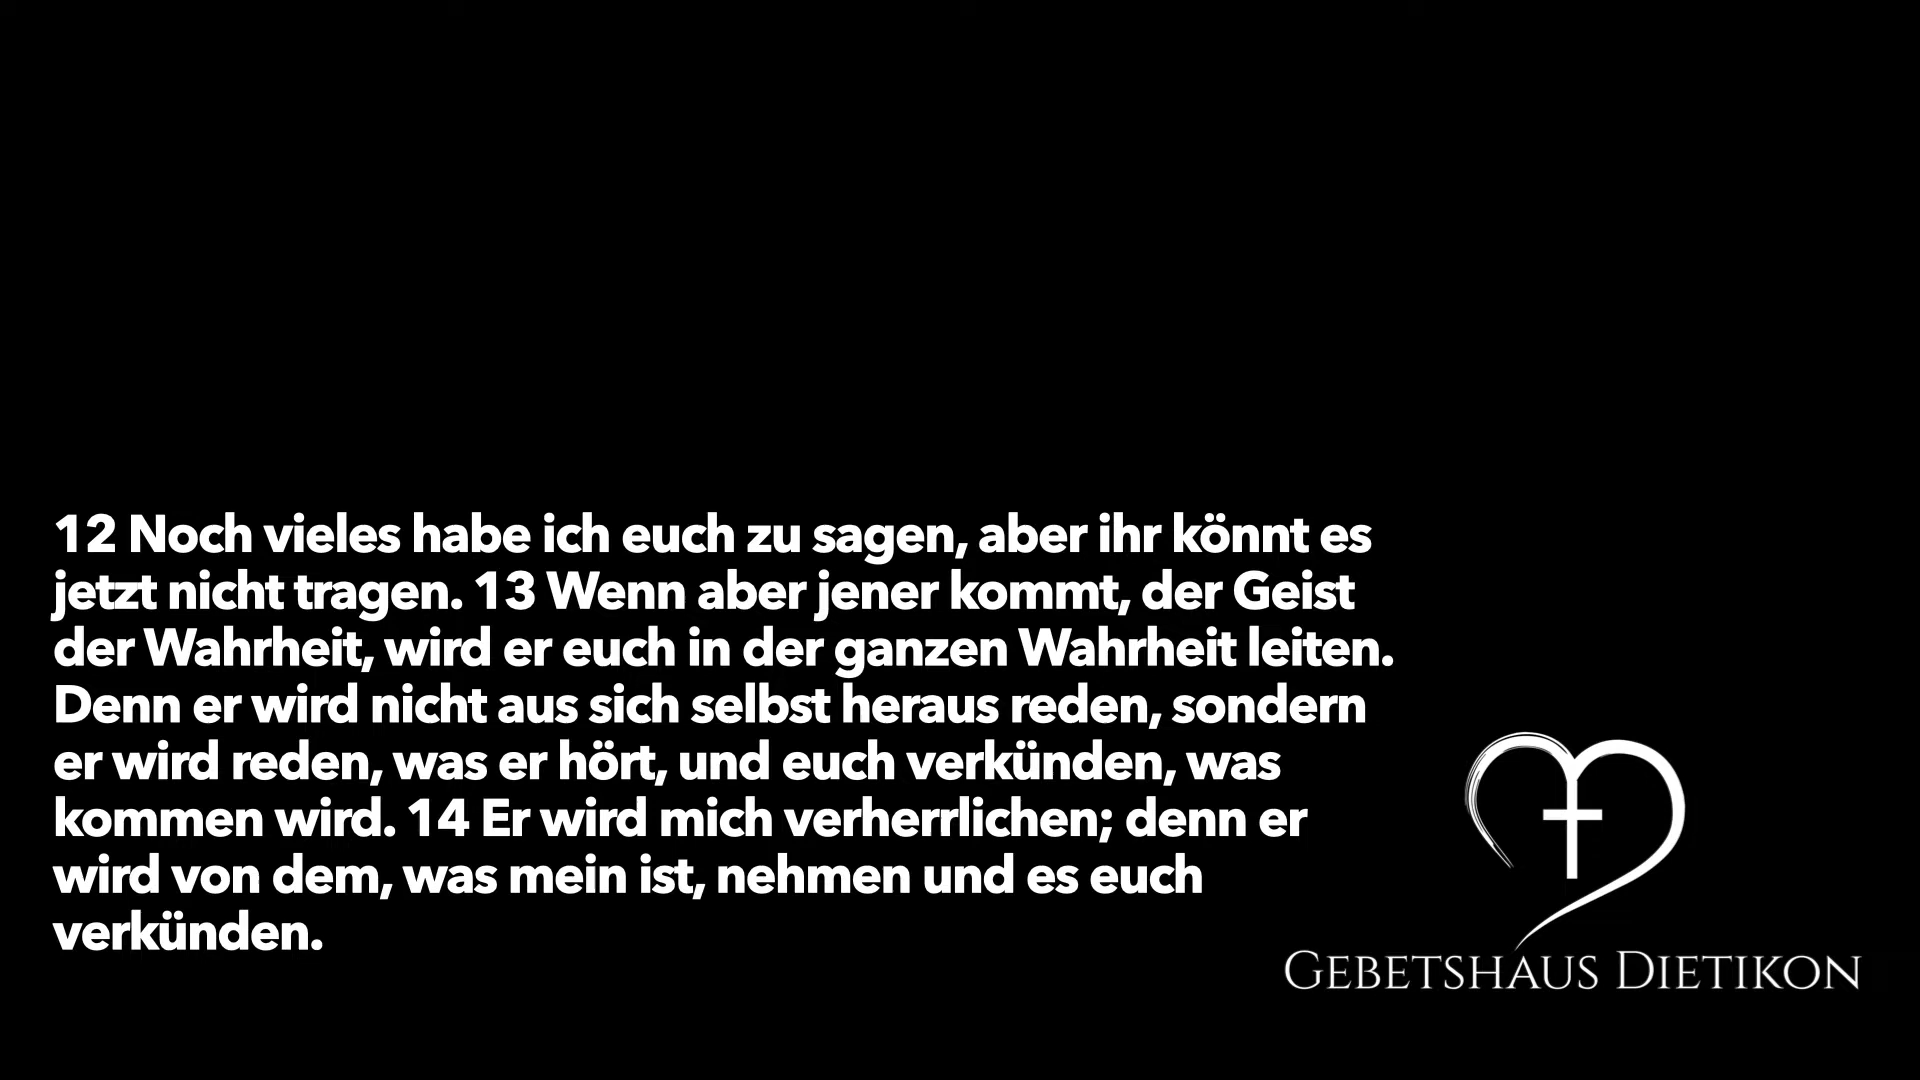 12 Noch vieles habe ich euch zu sagen, aber ihr könnt es
jetzt nicht tragen. 13 Wenn aber jener kommt, der Geist
der Wahrheit, wird er euch in der ganzen Wahrheit leiten.
Denn er wird nicht aus sich selbst heraus reden, sondern
er wird reden, was er hört, und euch verkünden, was
kommen wird. 14 Er wird mich verherrlichen; denn er
wird von dem, was mein ist, nehmen und es euch
verkünden.
GEBETSHAUS DIETIKON